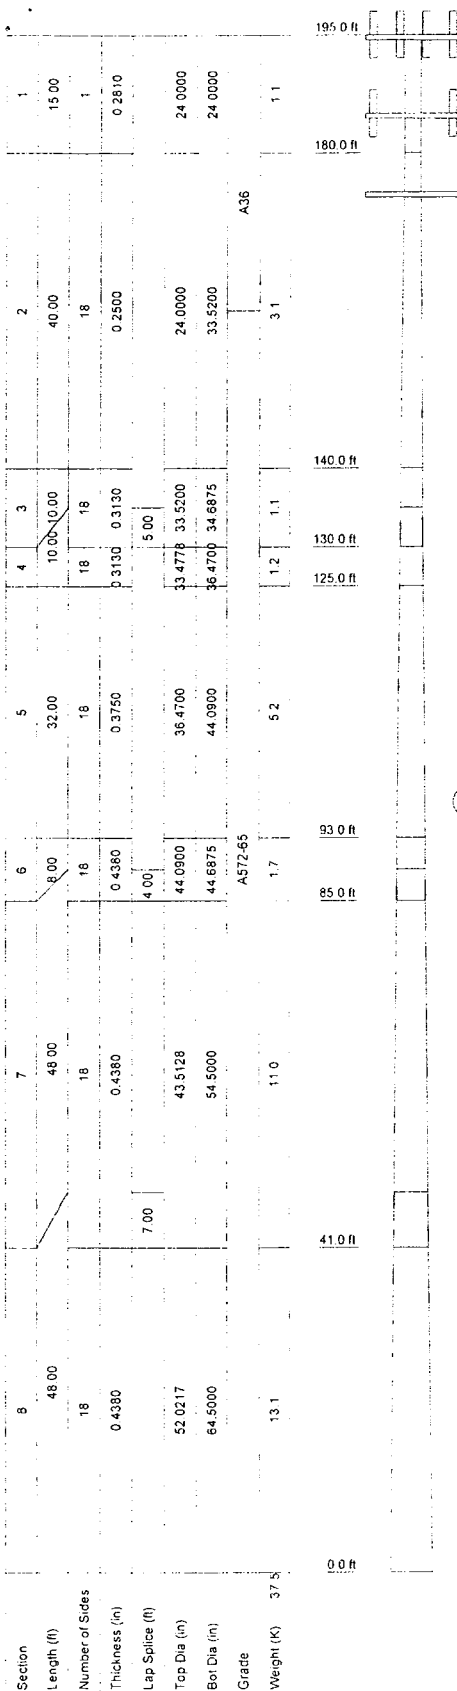 Section 8 7 6 5 4 3 2 1
Length (ft) 48.00 48.00 8.00 32.00 10.00 10.00 40.00 15.00
Number of Sides 18 18 18 18 18 18 18 1
Thickness (in) 0.4380 0.4380 0.4380 0.3750 0.3130 0.3130 0.2500 0.2810
Lap Splice (ft) 7.00 4.00 5.00
Top Dia (in) 52.0217 43.5128 44.0900 36.4700 33.4778 33.5200 24.0000 24.0000
Bot Dia (in) 64.5000 54.5000 44.6875 44.0900 36.4700 34.6875 33.5200 24.0000
Grade A572-65 A36
Weight (K) 37.5 13.1 11.0 1.7 5.2 1.2 1.1 3.1 1.1
195.0 ft
180.0 ft
140.0 ft
130.0 ft
125.0 ft
93.0 ft
85.0 ft
41.0 ft
0.0 ft